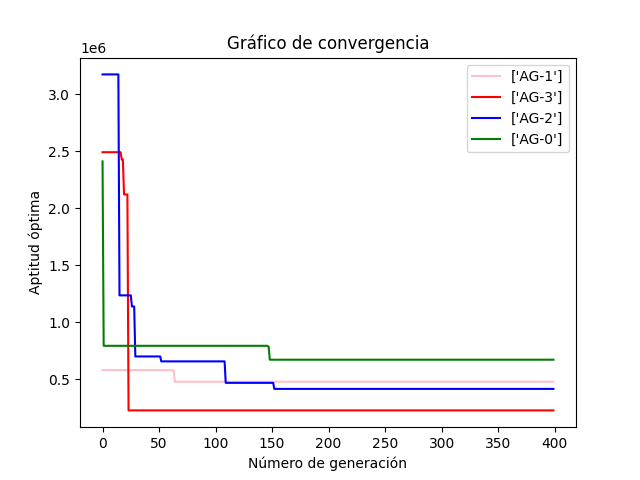 Gráfico de convergencia
1e6
['AG-1']
['AG-3']
['AG-2']
['AG-0']
3.0
2.5
2.0
1.5
1.0
0.5
Aptitud óptima
0 50 100 150 200 250 300 350 400
Número de generación